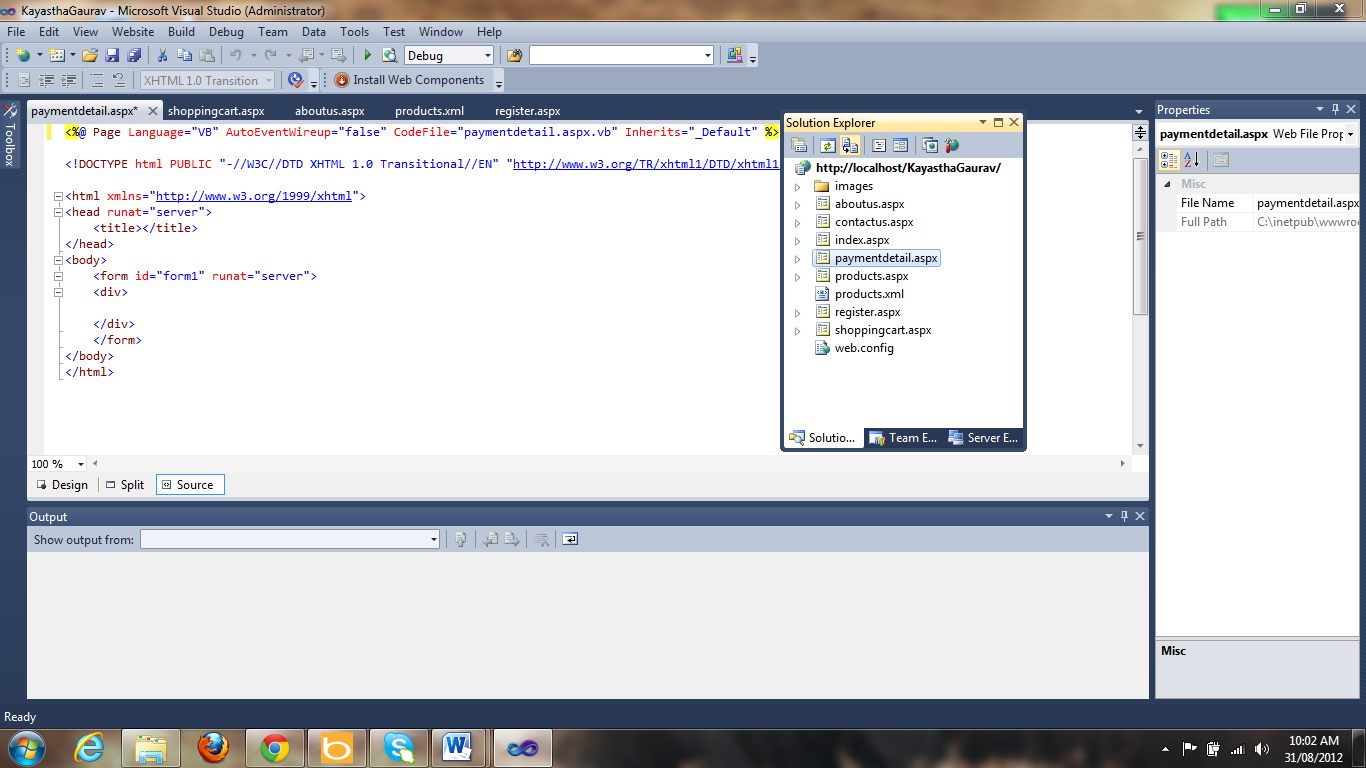 KayasthaGaurav - Microsoft Visual Studio (Administrator)
File Edit View Website Build Debug Team Data Tools Test Window Help
Debug
XHTML 1.0 Transition Install Web Components
Toolbox
paymentdetail.aspx* shoppingcart.aspx aboutus.aspx products.xml register.aspx
<%@ Page Language="VB" AutoEventWireup="false" CodeFile="paymentdetail.aspx.vb" Inherits="_Default" %>
<!DOCTYPE html PUBLIC "-//W3C//DTD XHTML 1.0 Transitional//EN" "http://www.w3.org/TR/xhtml1/DTD/xhtml1
<html xmlns="http://www.w3.org/1999/xhtml">
<head runat="server">
<title></title>
</head>
<body>
<form id="form1" runat="server">
<div>
</div>
</form>
</body>
</html>
100 %
Design Split Source
Solution Explorer
http://localhost/KayasthaGaurav/
images
aboutus.aspx
contactus.aspx
index.aspx
paymentdetail.aspx
products.aspx
products.xml
register.aspx
shoppingcart.aspx
web.config
Solutio... Team E... Server E...
Properties
paymentdetail.aspx Web File Prop
Misc
File Name paymentdetail.aspx
Full Path C:\inetpub\wwwroo
Misc
Output
Show output from:
Ready
10:02 AM
31/08/2012